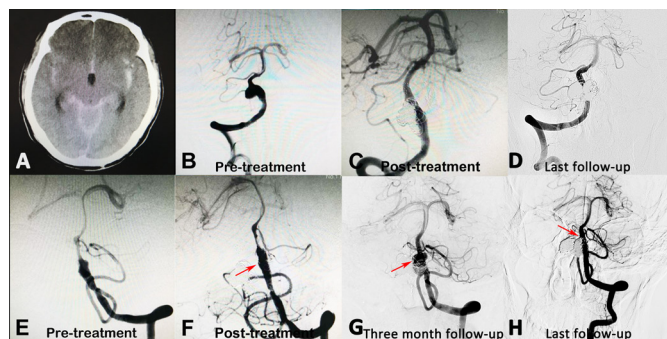 A
B Pre-treatment
C Post-treatment
D Last follow-up
E Pre-treatment
F Post-treatment
G Three month follow-up
H Last follow-up